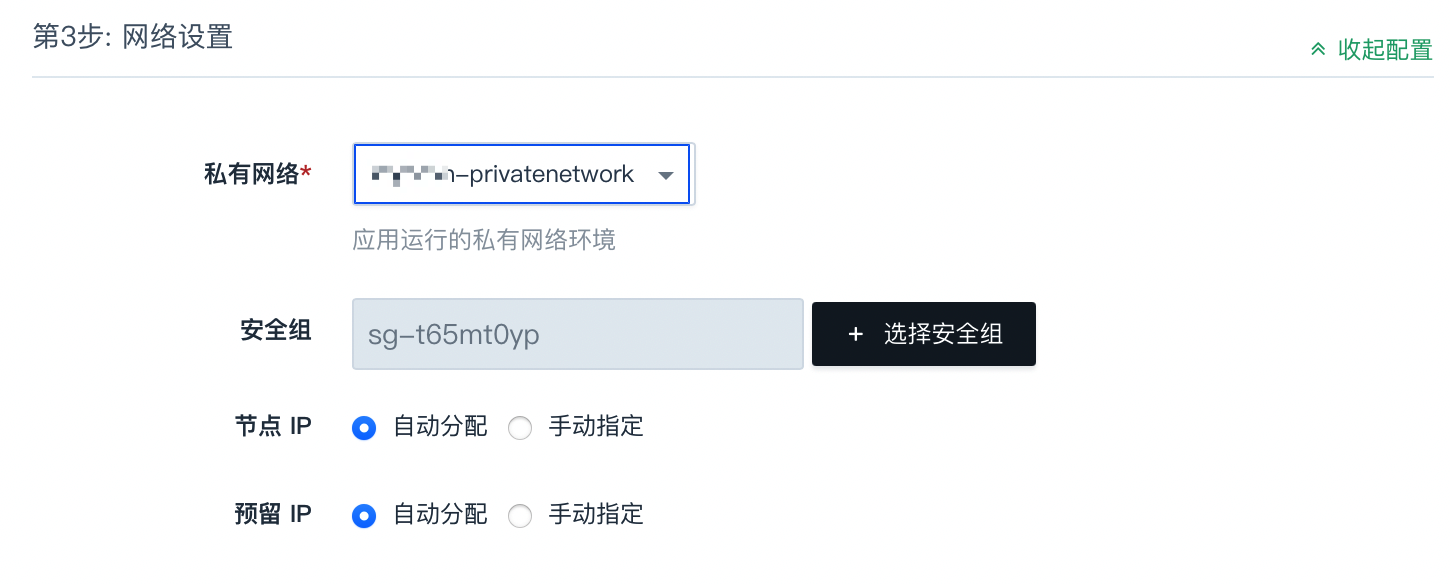 第3步: 网络设置
收起配置
私有网络* -privatenetwork
应用运行的私有网络环境
安全组 sg-t65mt0yp + 选择安全组
节点 IP 自动分配 手动指定
预留 IP 自动分配 手动指定